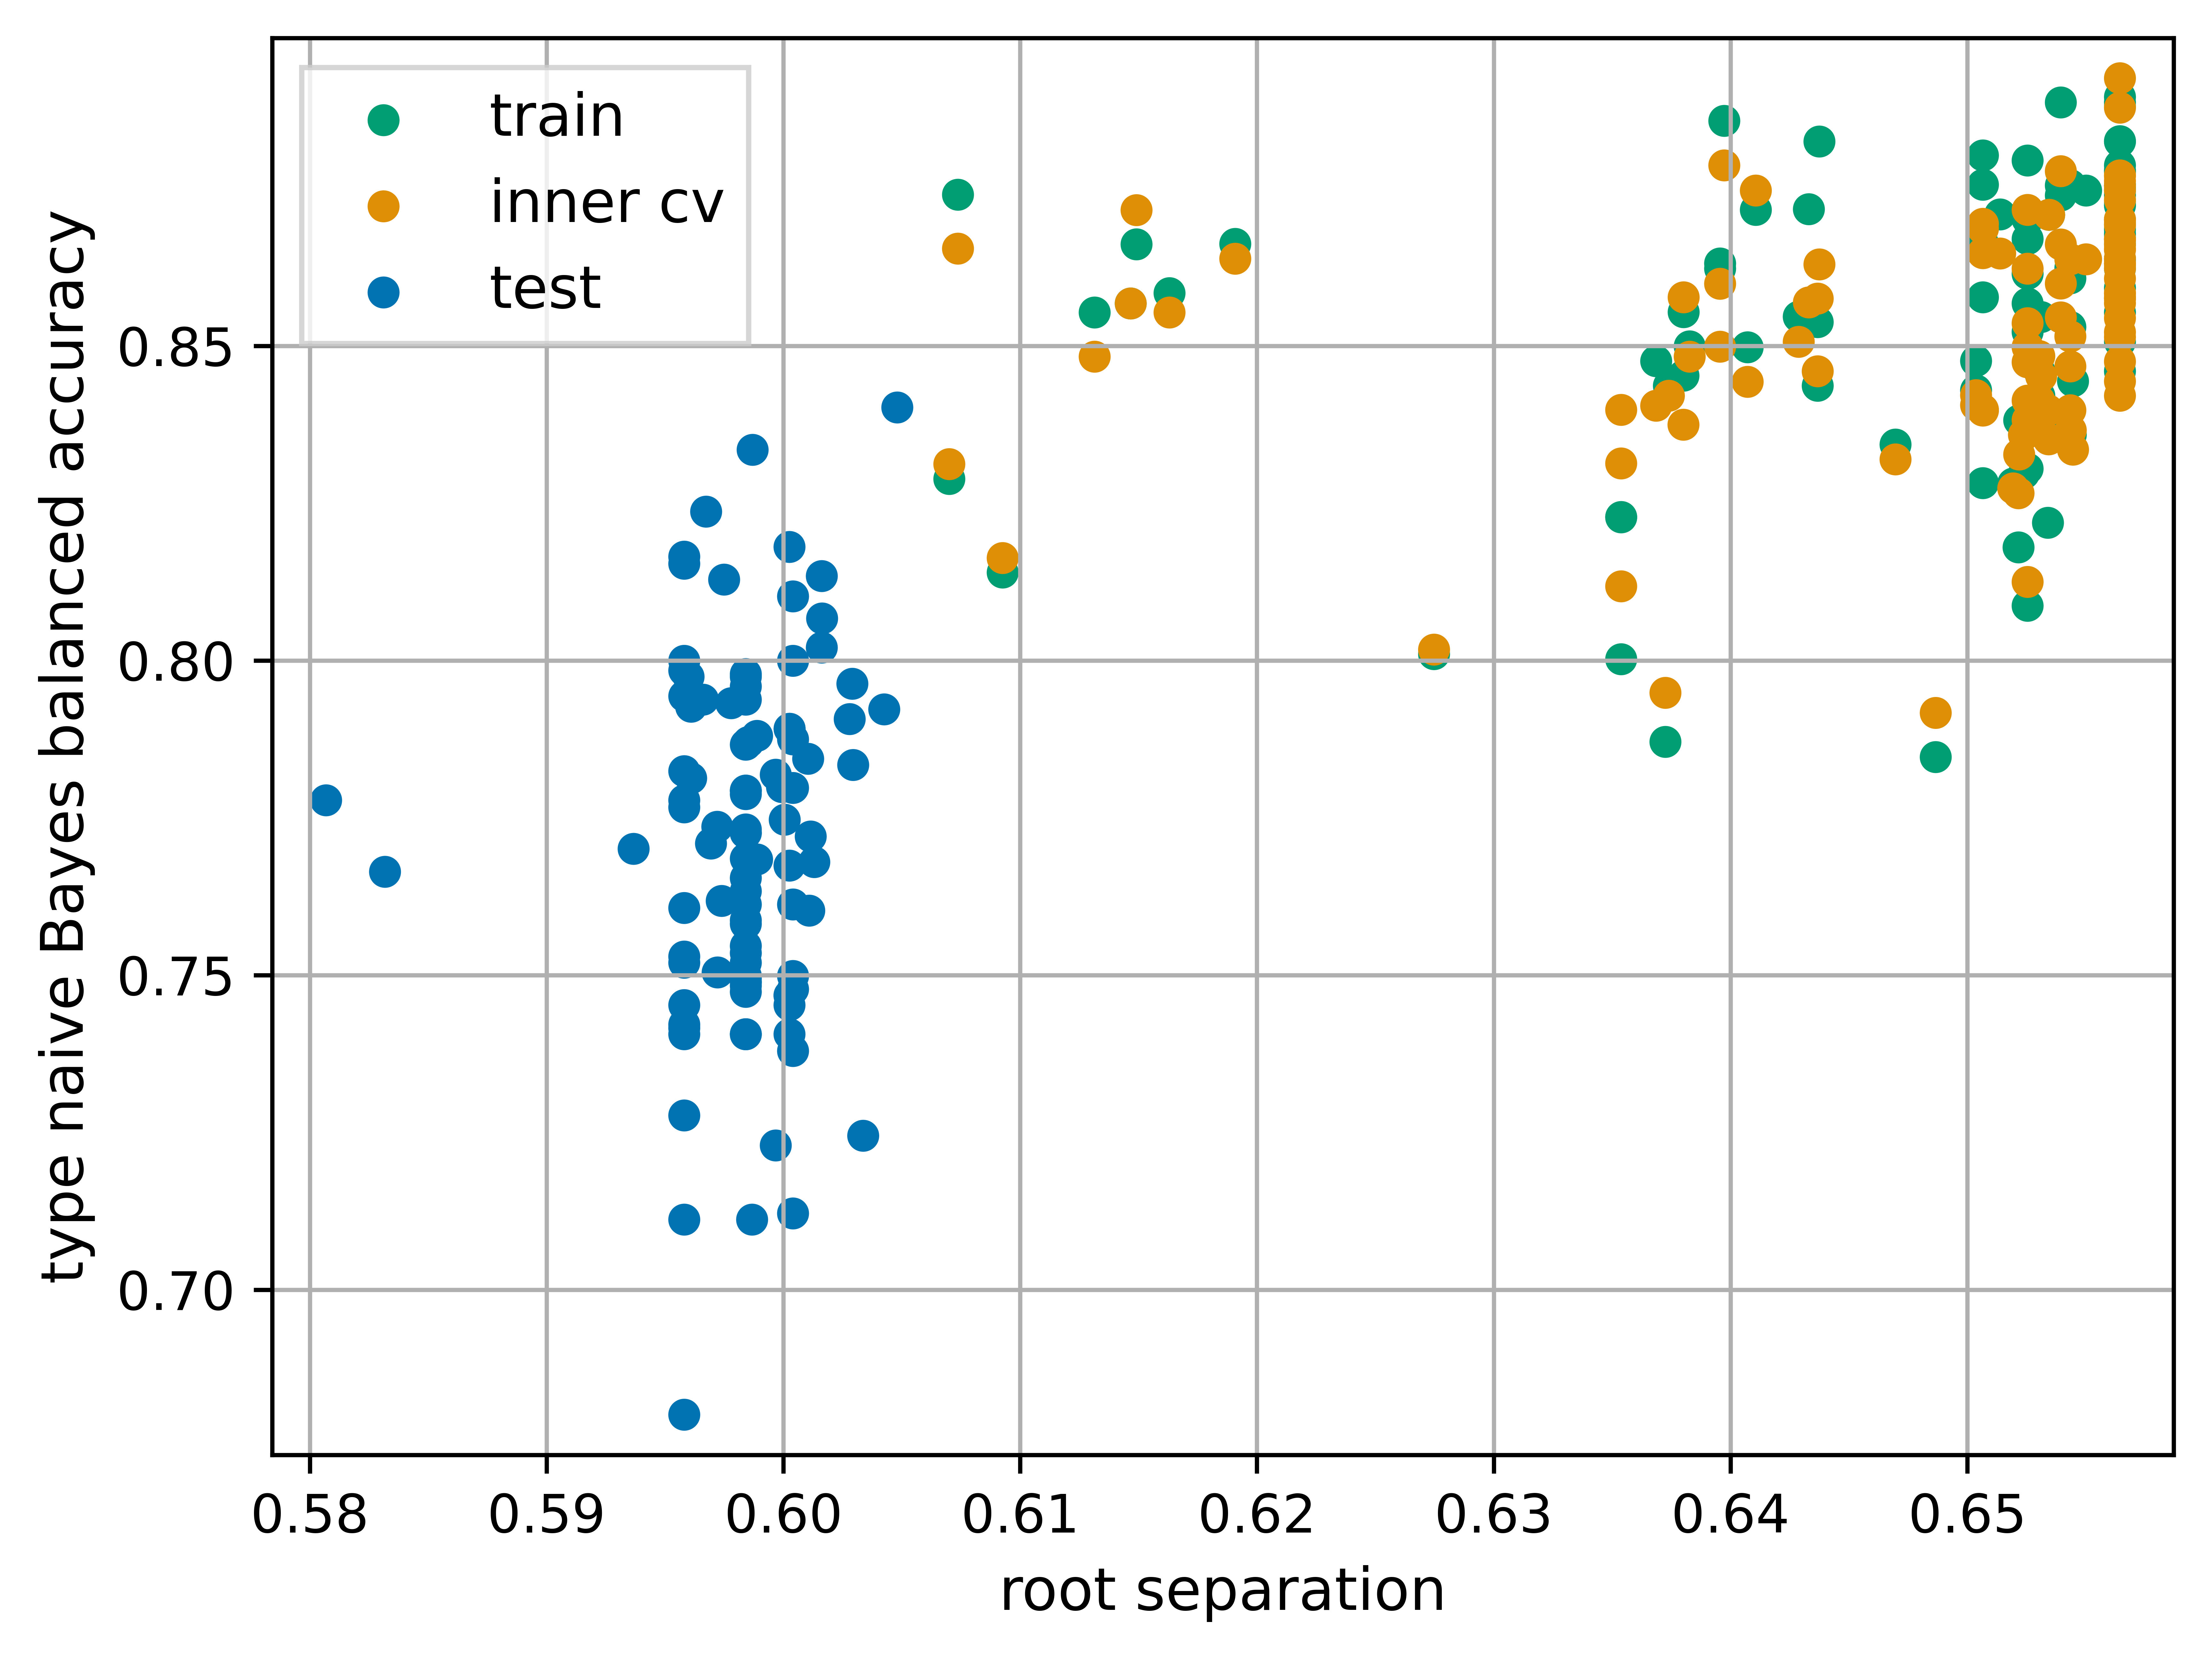 train
inner cv
test
type naive Bayes balanced accuracy
0.85
0.80
0.75
0.70
0.58 0.59 0.60 0.61 0.62 0.63 0.64 0.65
root separation